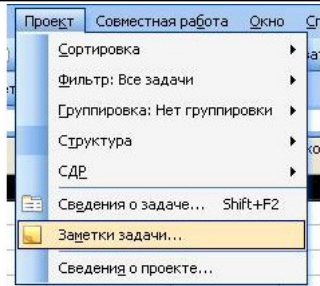 Проект Совместная работа Окно
Сортировка
Фильтр: Все задачи
Группировка: Нет группировки
Структура
СДР
Сведения о задаче... Shift+F2
Заметки задачи...
Сведения о проекте...